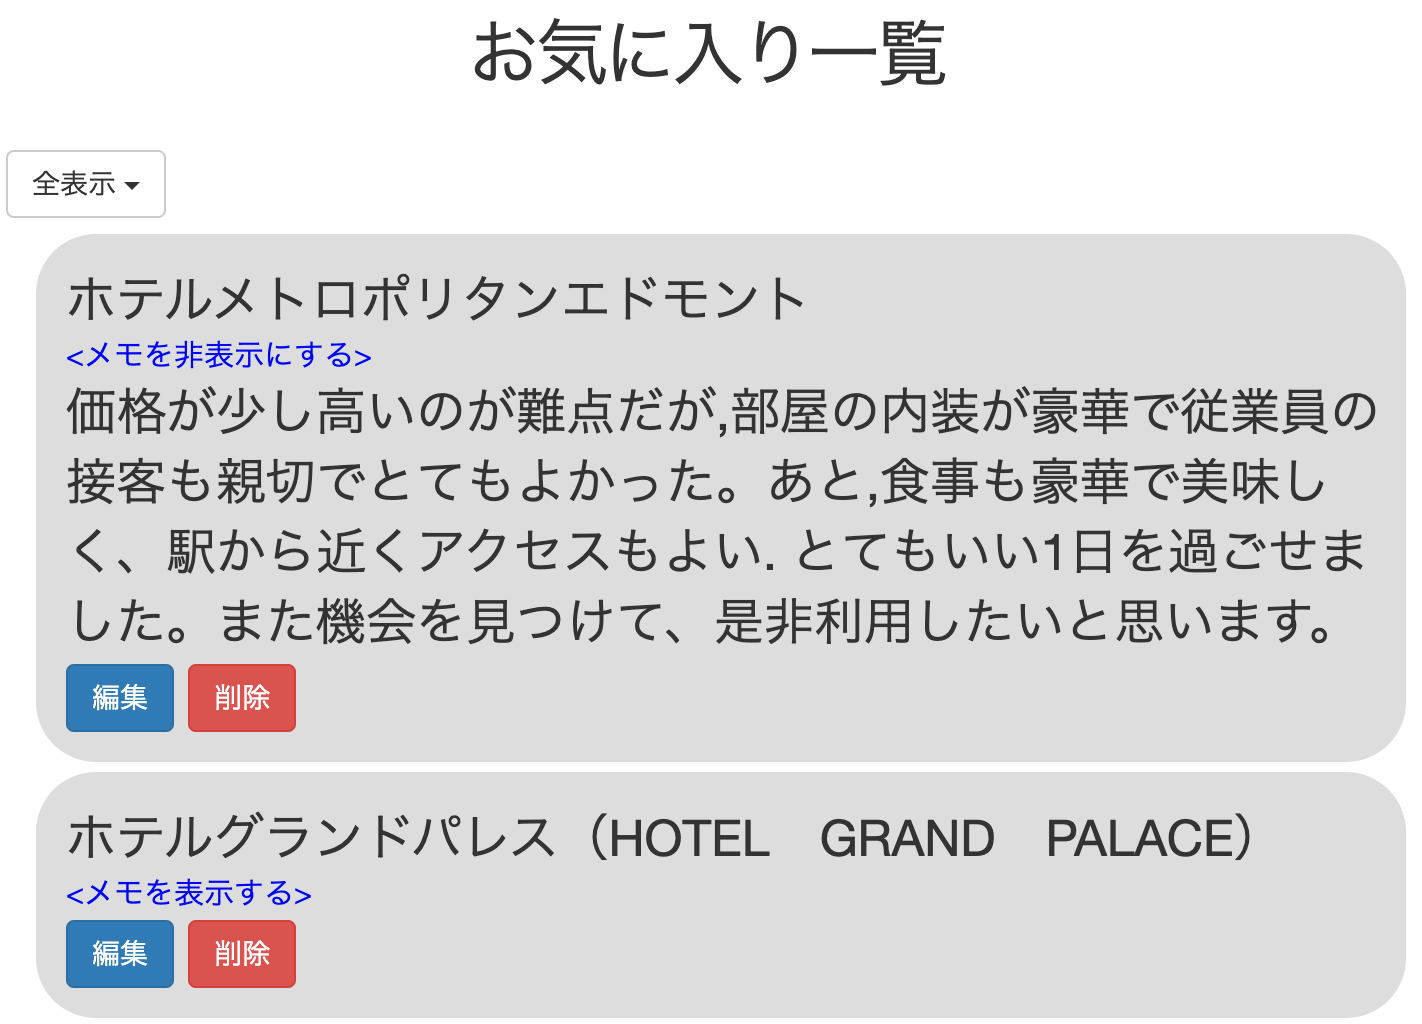 お気に入り一覧
全表示
ホテルメトロポリタンエドモント
<メモを非表示にする>
価格が少し高いのが難点だが,部屋の内装が豪華で従業員の
接客も親切でとてもよかった。あと,食事も豪華で美味し
く、駅から近くアクセスもよい. とてもいい1日を過ごせま
した。また機会を見つけて、是非利用したいと思います。
編集 削除
ホテルグランドパレス（HOTEL　GRAND　PALACE）
<メモを表示する>
編集 削除